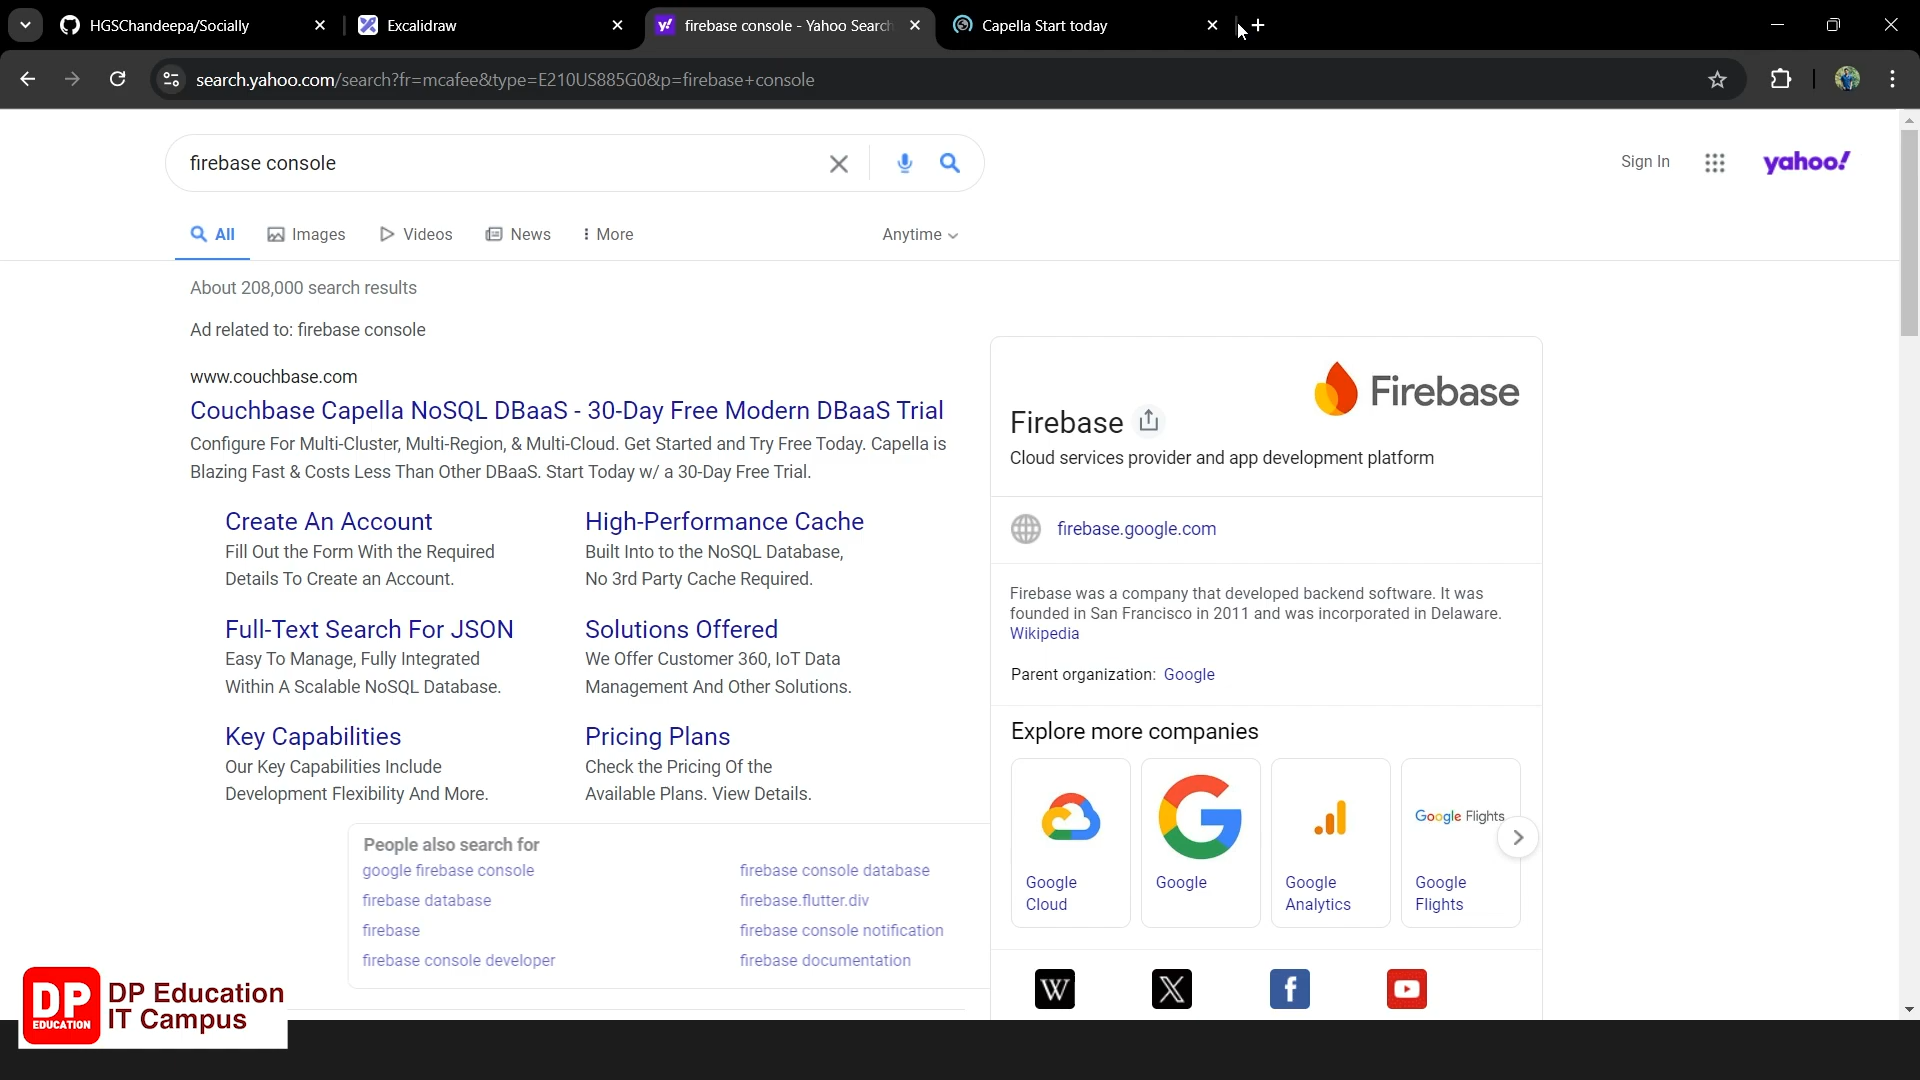 HGSChandeepa/Socially
Excalidraw
firebase console - Yahoo Search
Capella Start today
search.yahoo.com/search?fr=mcafee&type=E210US885G0&p=firebase+console
firebase console
Sign In
yahoo!
All
Images
Videos
News
More
Anytime
About 208,000 search results
Ad related to: firebase console
www.couchbase.com
Couchbase Capella NoSQL DBaaS - 30-Day Free Modern DBaaS Trial
Configure For Multi-Cluster, Multi-Region, & Multi-Cloud. Get Started and Try Free Today. Capella is
Blazing Fast & Costs Less Than Other DBaaS. Start Today w/ a 30-Day Free Trial.
Create An Account
Fill Out the Form With the Required
Details To Create an Account.
High-Performance Cache
Built Into to the NoSQL Database,
No 3rd Party Cache Required.
Full-Text Search For JSON
Easy To Manage, Fully Integrated
Within A Scalable NoSQL Database.
Solutions Offered
We Offer Customer 360, IoT Data
Management And Other Solutions.
Key Capabilities
Our Key Capabilities Include
Development Flexibility And More.
Pricing Plans
Check the Pricing Of the
Available Plans. View Details.
People also search for
google firebase console
firebase console database
firebase database
firebase.flutter.div
firebase
firebase console notification
firebase console developer
firebase documentation
Firebase
Firebase
Cloud services provider and app development platform
firebase.google.com
Firebase was a company that developed backend software. It was
founded in San Francisco in 2011 and was incorporated in Delaware.
Wikipedia
Parent organization: Google
Explore more companies
Google Flights
Google
Cloud
Google
Google
Analytics
Google
Flights
W
X
f
DP
EDUCATION
DP Education
IT Campus